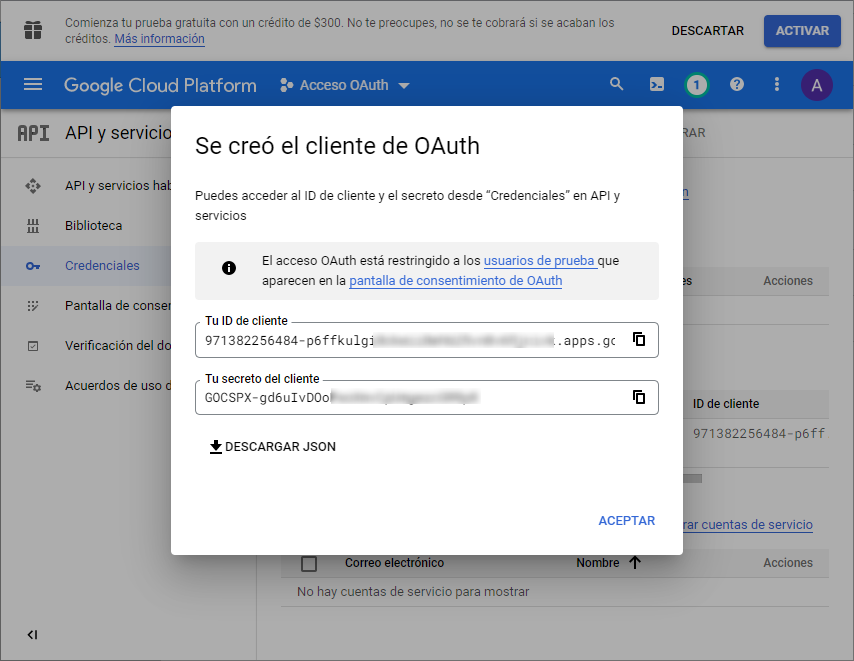 Comienza tu prueba gratuita con un crédito de $300. No te preocupes, no se te cobrará si se acaban los
créditos. Más información
DESCARTAR
ACTIVAR
Google Cloud Platform
Acceso OAuth
1
A
API
API y servicio
RAR
API y servicios hab
Biblioteca
Credenciales
Pantalla de conser
Verificación del do
Acuerdos de uso d
Se creó el cliente de OAuth
Puedes acceder al ID de cliente y el secreto desde “Credenciales” en API y
servicios
El acceso OAuth está restringido a los usuarios de prueba que
aparecen en la pantalla de consentimiento de OAuth
Tu ID de cliente
971382256484-p6ffkulgi .apps.gc
Tu secreto del cliente
GOCSPX-gd6uIvDOo
DESCARGAR JSON
ACEPTAR
n
es
Acciones
ID de cliente
971382256484-p6ff
rar cuentas de servicio
Correo electrónico
Nombre
Acciones
No hay cuentas de servicio para mostrar